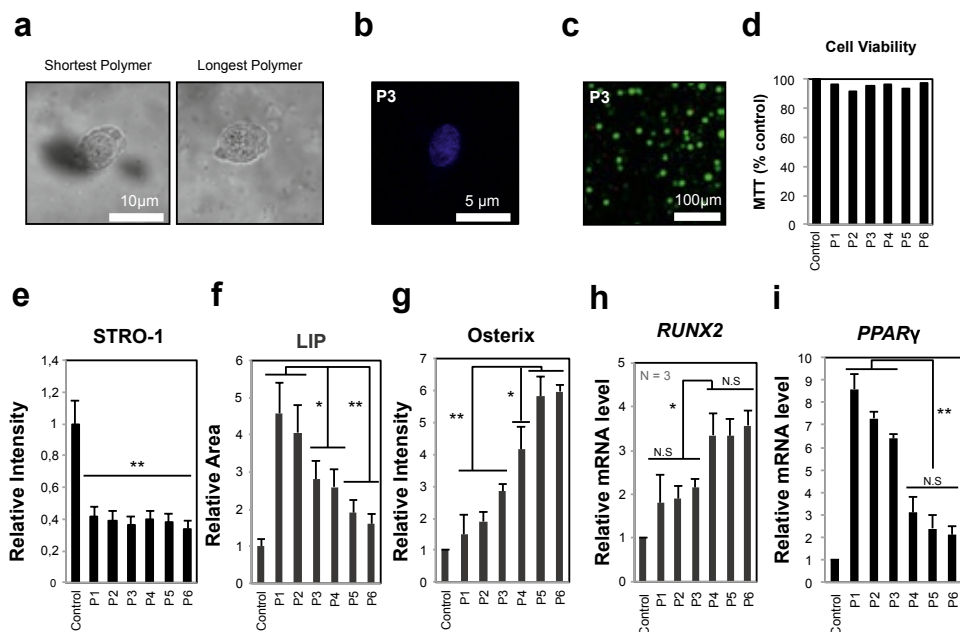 a
Shortest Polymer
Longest Polymer
10µm
b
P3
5 µm
c
P3
100µm
d
Cell Viability
MTT (% control)
100
80
60
40
20
0
Control P1 P2 P3 P4 P5 P6
e
STRO-1
Relative Intensity
1,4
1,2
1
0,8
0,6
0,4
0,2
0
**
Control P1 P2 P3 P4 P5 P6
f
LIP
Relative Area
6
5
4
3
2
1
0
*
**
Control P1 P2 P3 P4 P5 P6
g
Osterix
Relative Intensity
7
6
5
4
3
2
1
0
**
*
Control P1 P2 P3 P4 P5 P6
h
RUNX2
Relative mRNA level
5
4
3
2
1
0
N = 3
N.S
*
N.S
Control P1 P2 P3 P4 P5 P6
i
PPARγ
Relative mRNA level
10
9
8
7
6
5
4
3
2
1
0
**
N.S
Control P1 P2 P3 P4 P5 P6